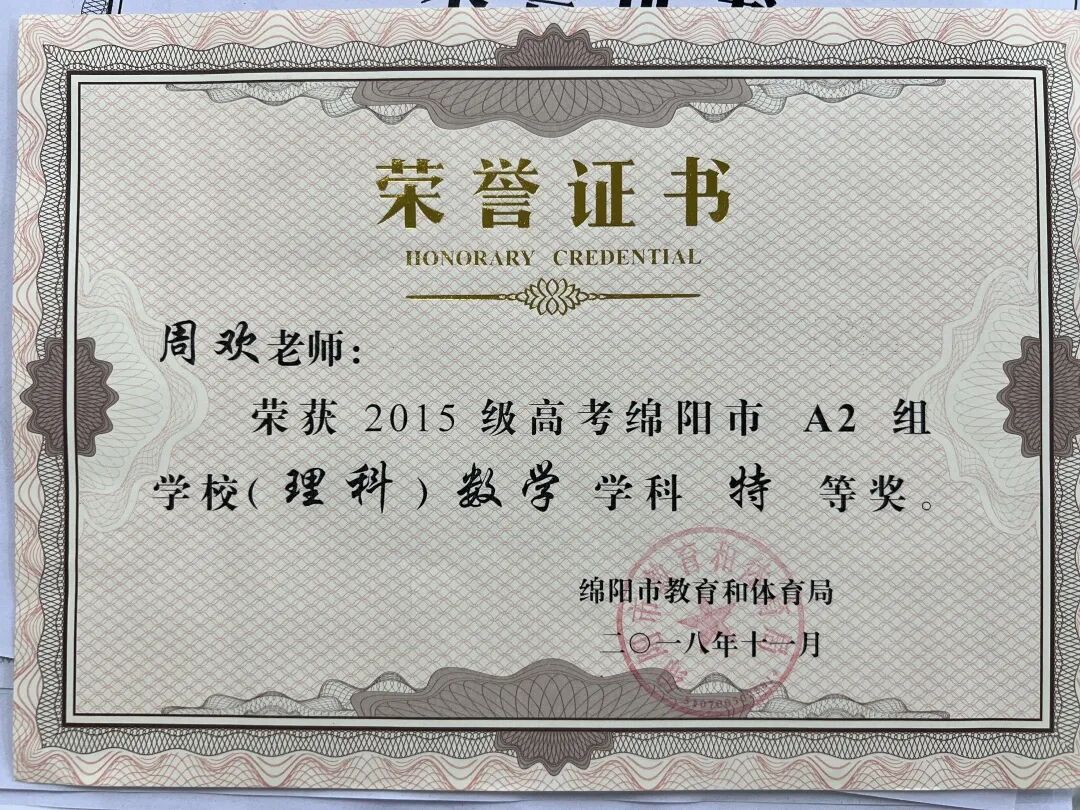 荣誉证书
HONORARY CREDENTIAL
周欢老师：
荣获 2015 级高考绵阳市 A2 组
学校(理科)数学 学科 特 等奖。
绵阳市教育和体育局
二〇一八年十一月